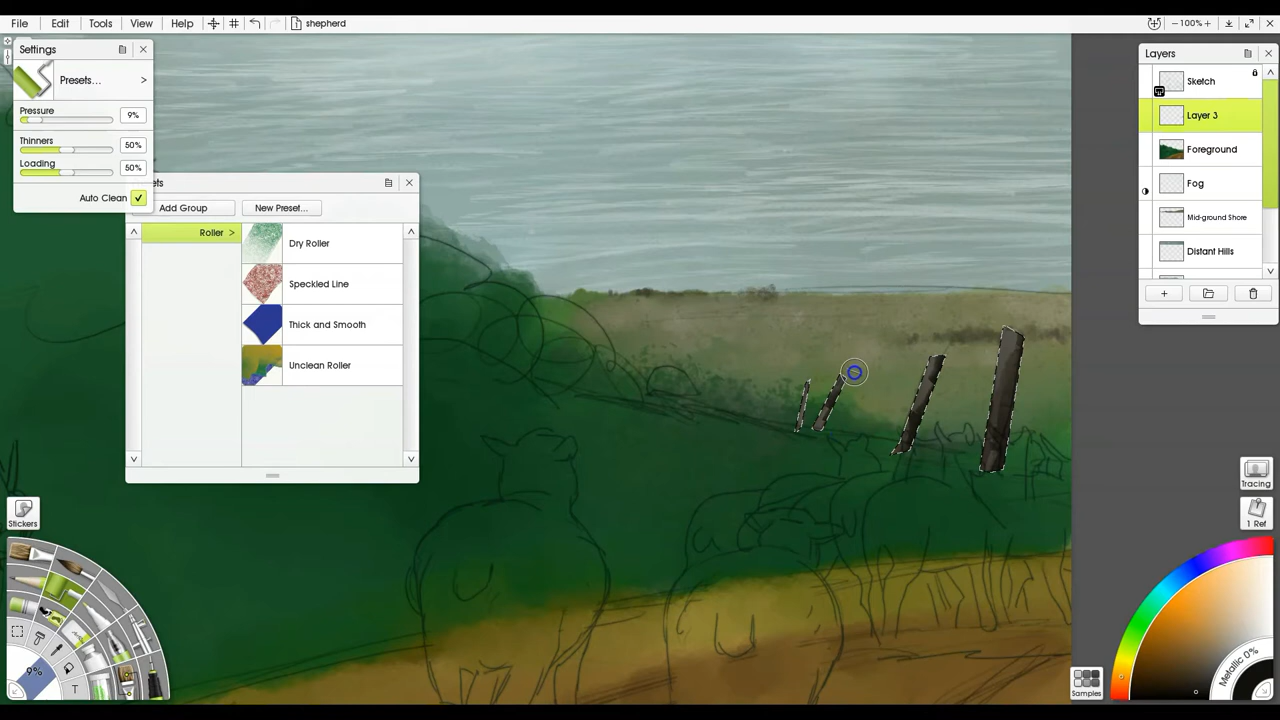 File Edit Tools View Help shepherd −100%+
Settings
Presets... >
Pressure 9%
Thinners 50%
Loading 50%
Auto Clean
ets
Add Group New Preset...
Roller >
Dry Roller
Speckled Line
Thick and Smooth
Unclean Roller
Layers
Sketch
Layer 3
Foreground
Fog
Mid-ground Shore
Distant Hills
Stickers
9%
T
Tracing
1 Ref
Samples
Metallic 0%